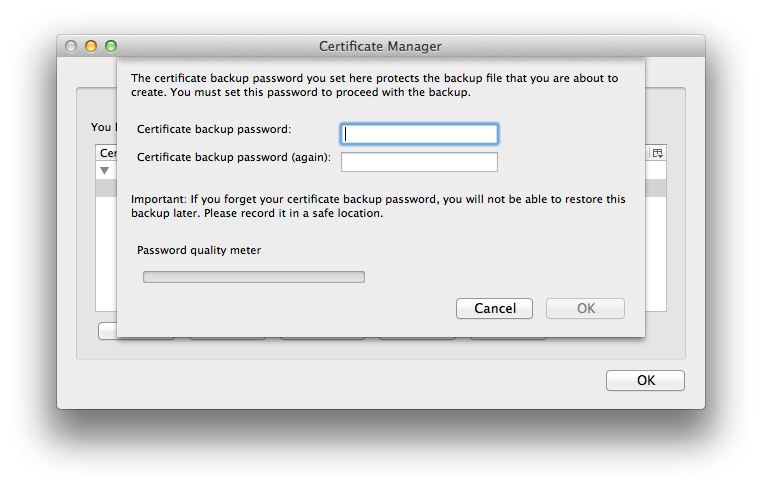 Certificate Manager
The certificate backup password you set here protects the backup file that you are about to
create. You must set this password to proceed with the backup.
You
Certificate backup password:
Certificate backup password (again):
Important: If you forget your certificate backup password, you will not be able to restore this
backup later. Please record it in a safe location.
Password quality meter
Cancel
OK
OK